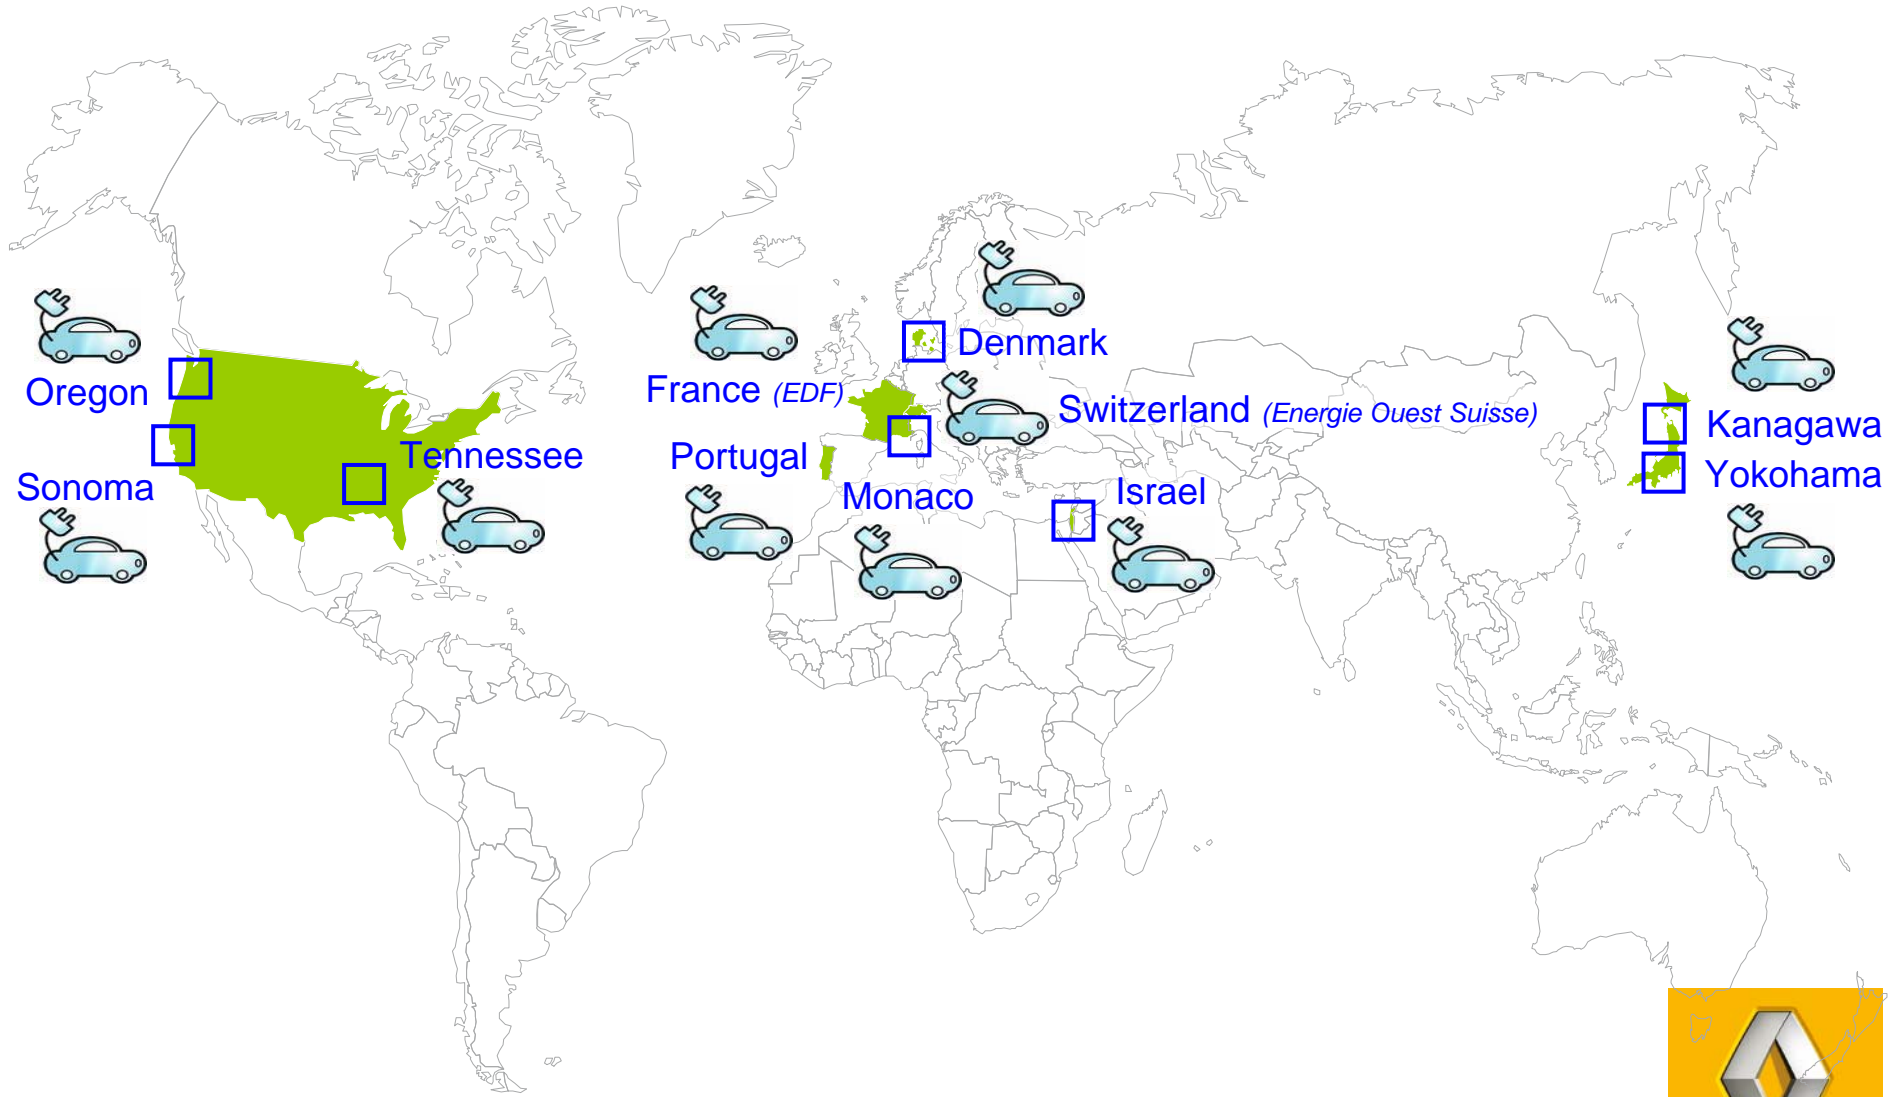 Oregon
Sonoma
Tennessee
France (EDF)
Portugal
Monaco
Denmark
Switzerland (Energie Ouest Suisse)
Israel
Kanagawa
Yokohama